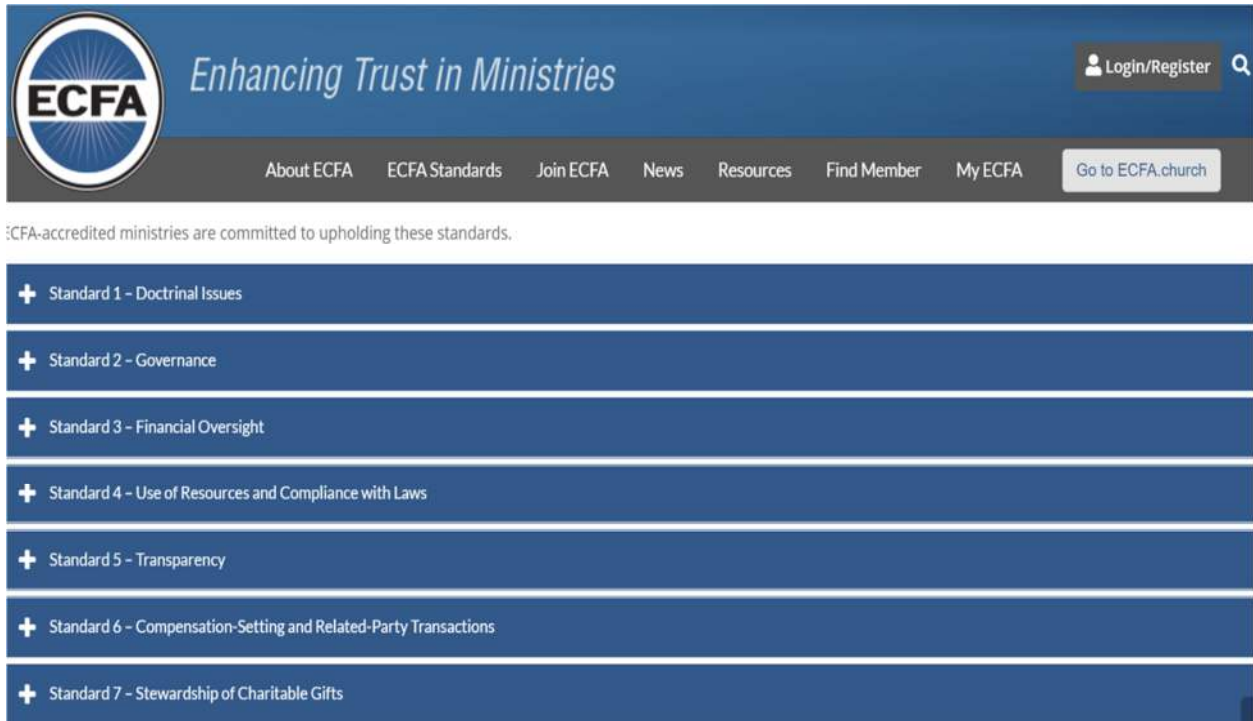 ECFA
Enhancing Trust in Ministries
Login/Register
About ECFA ECFA Standards Join ECFA News Resources Find Member My ECFA Go to ECFA.church
ECFA-accredited ministries are committed to upholding these standards.
Standard 1 – Doctrinal Issues
Standard 2 – Governance
Standard 3 – Financial Oversight
Standard 4 – Use of Resources and Compliance with Laws
Standard 5 – Transparency
Standard 6 – Compensation-Setting and Related-Party Transactions
Standard 7 – Stewardship of Charitable Gifts